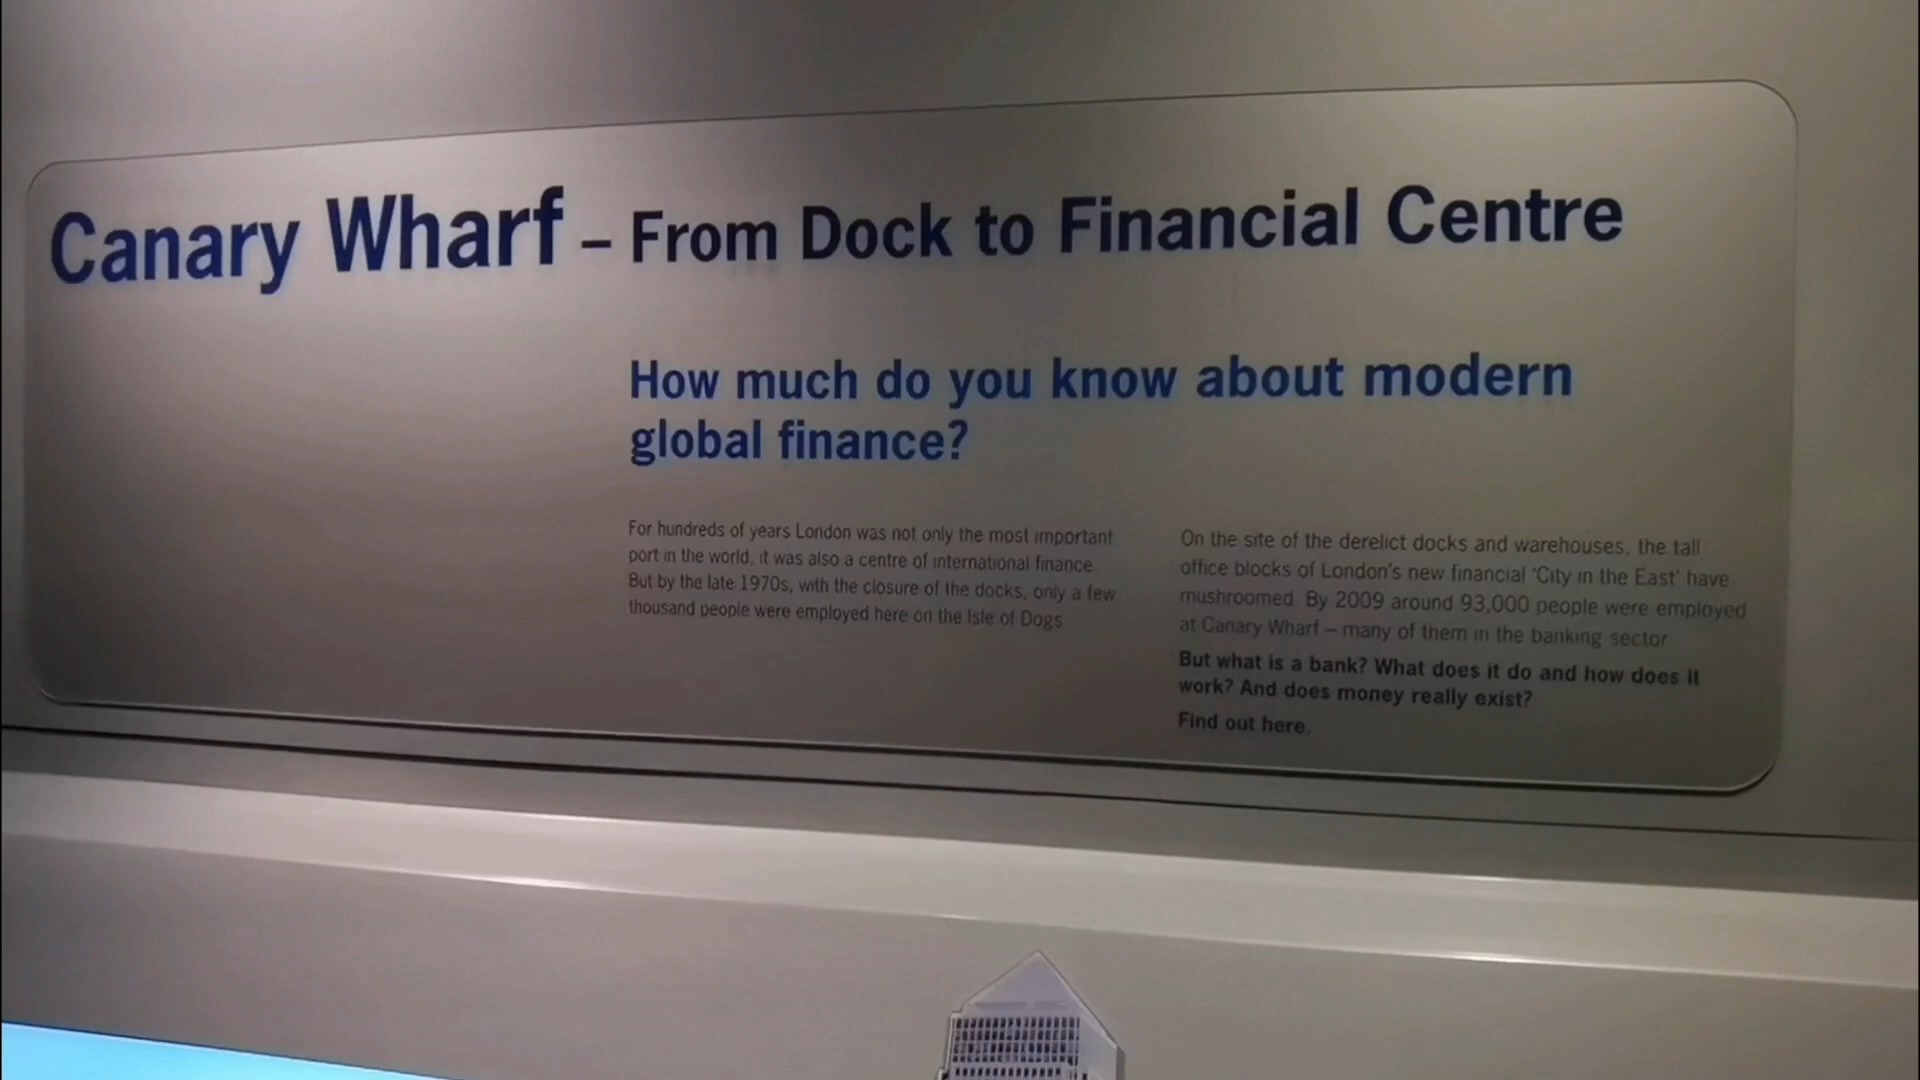 Canary Wharf – From Dock to Financial Centre
How much do you know about modern
global finance?
For hundreds of years London was not only the most important
port in the world, it was also a centre of international finance.
But by the late 1970s, with the closure of the docks, only a few
thousand people were employed here on the Isle of Dogs
On the site of the derelict docks and warehouses, the tall
office blocks of London's new financial 'City in the East' have
mushroomed. By 2009 around 93,000 people were employed
at Canary Wharf – many of them in the banking sector
But what is a bank? What does it do and how does it
work? And does money really exist?
Find out here.